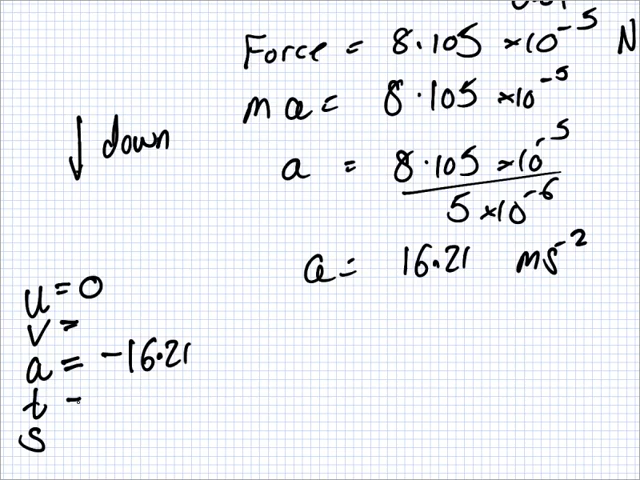 Force = 8.105 ×10⁻⁵ N
ma = 8.105 ×10⁻⁵
↓ down
a = 8.105 ×10⁻⁵
5 ×10⁻⁶
a = 16.21 ms⁻²
u = 0
v =
a = -16.21
t -
s